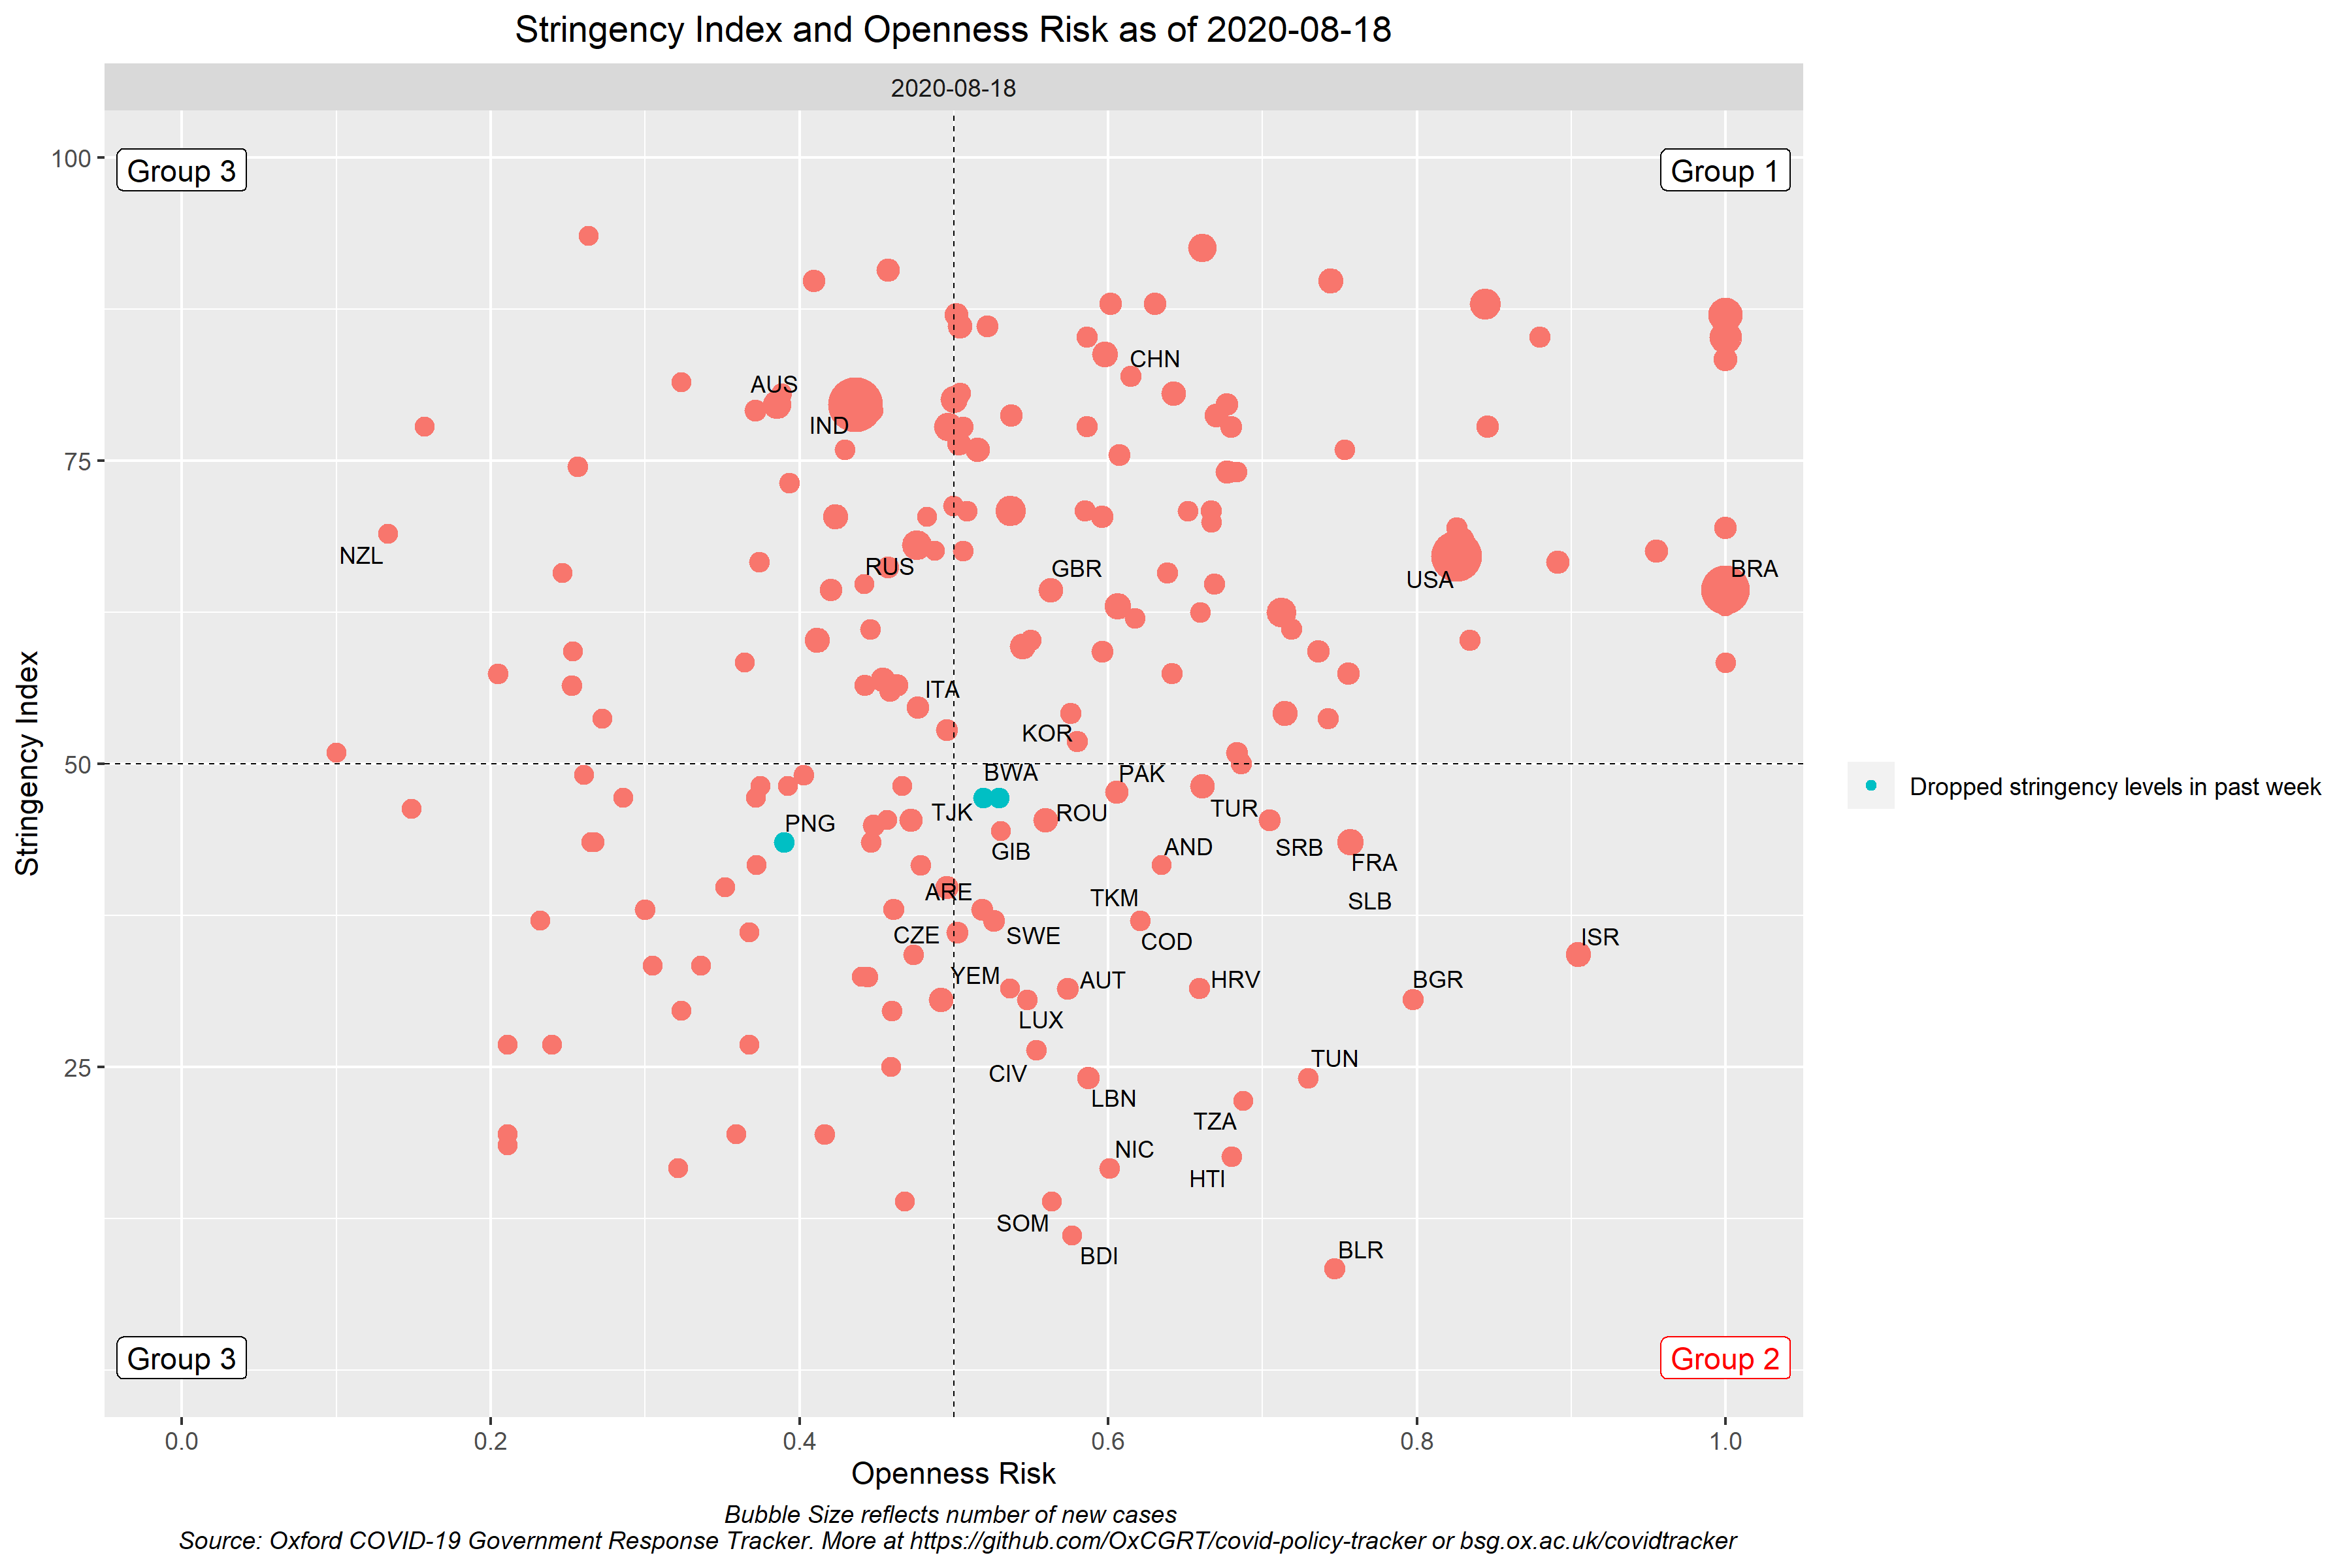 Stringency Index and Openness Risk as of 2020-08-18
2020-08-18
Group 3
Group 1
100
75
50
25
Stringency Index
CHN
AUS
IND
NZL
RUS
GBR
USA
BRA
ITA
KOR
BWA
PAK
TJK
ROU
TUR
PNG
GIB
AND
SRB
FRA
ARE
TKM
SLB
CZE
SWE
COD
ISR
YEM
AUT
HRV
BGR
LUX
CIV
TUN
LBN
TZA
NIC
HTI
SOM
BDI
BLR
Dropped stringency levels in past week
Group 3
Group 2
0.0
0.2
0.4
0.6
0.8
1.0
Openness Risk
Bubble Size reflects number of new cases
Source: Oxford COVID-19 Government Response Tracker. More at https://github.com/OxCGRT/covid-policy-tracker or bsg.ox.ac.uk/covidtracker